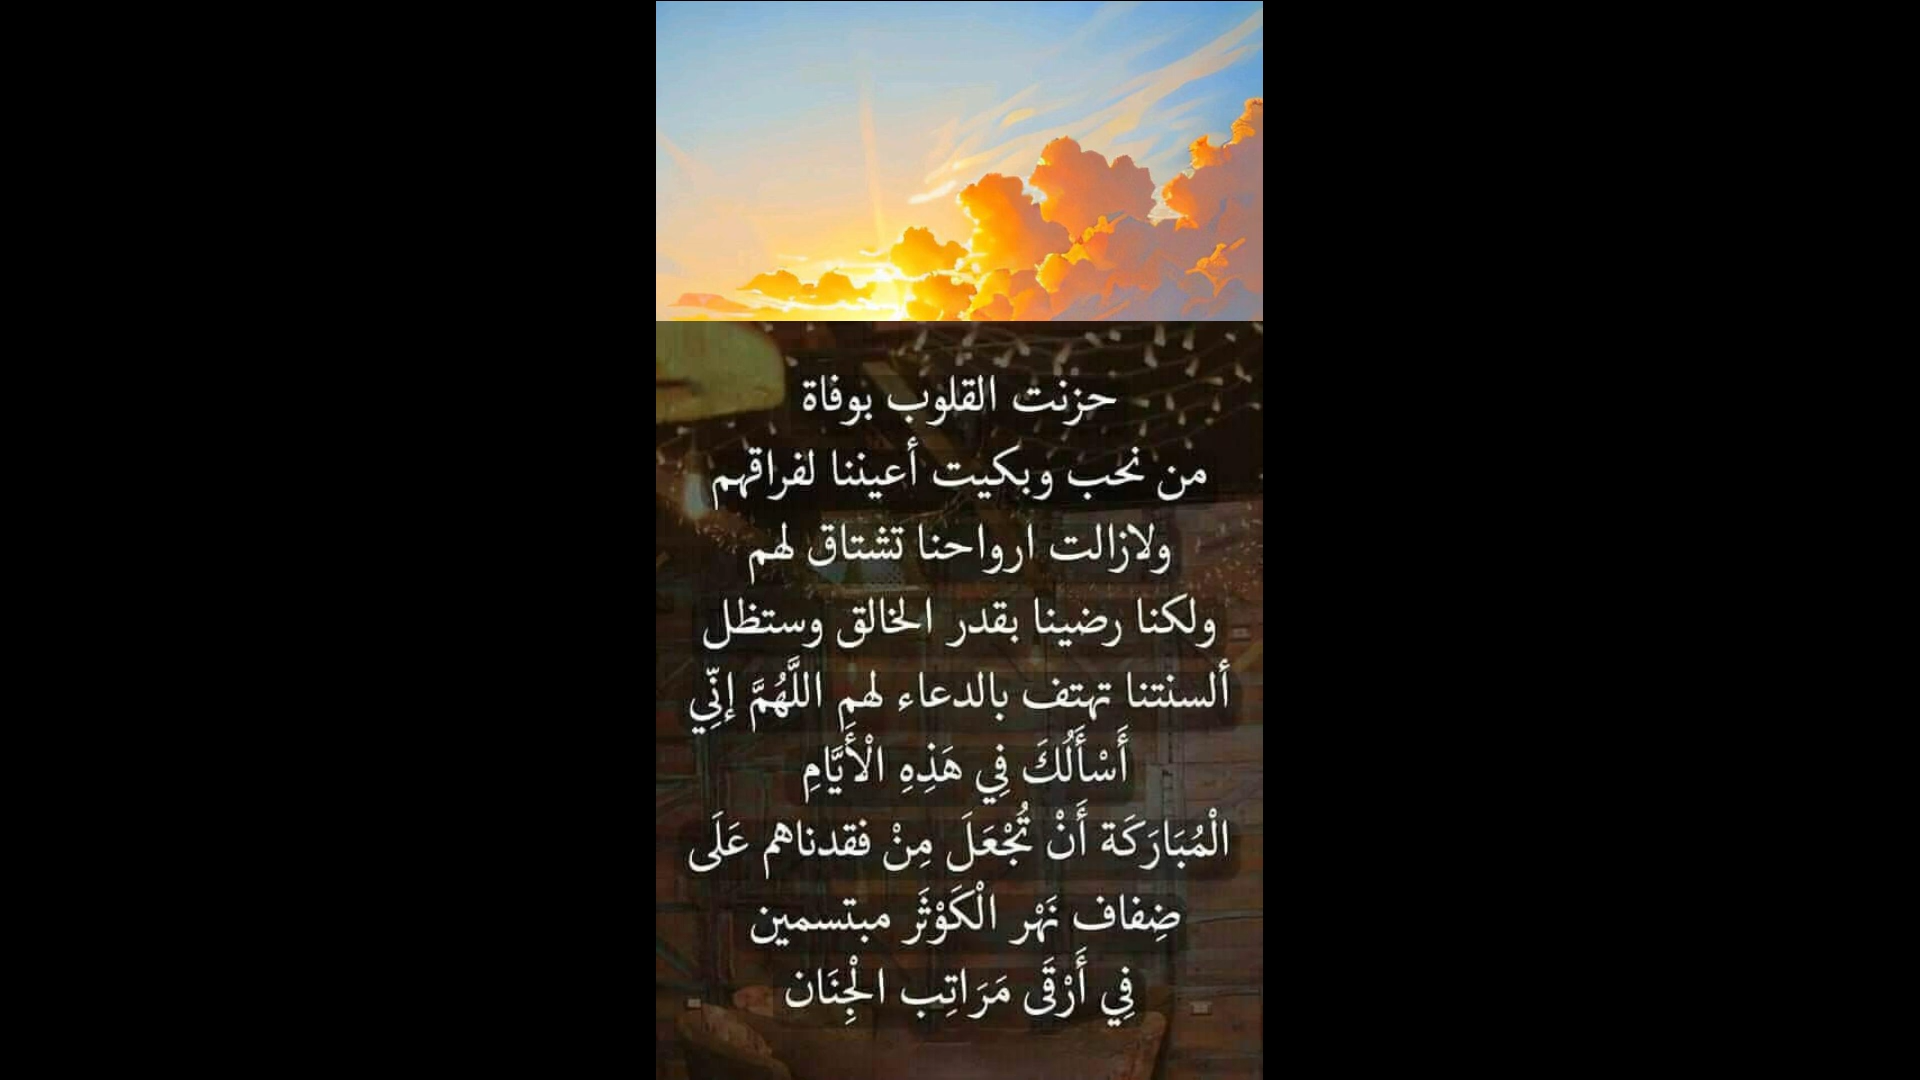 حزنت القلوب بوفاة
من نحب وبكيت أعيننا لفراقهم
ولازالت ارواحنا تشتاق لهم
ولكنا رضينا بقدر الخالق وستظل
ألسنتنا تهتف بالدعاء لهم اللَّهُمَّ إنِّي
أَسْأَلُكَ فِي هَذِهِ الْأَيَّامِ
الْمُبَارَكَة أَنْ تُجْعَلَ مِنْ فقدناهم عَلَى
ضِفاف نَهْر الْكَوْثَر مبتسمين
فِي أَرْقَى مَرَاتِب الْجِنَان